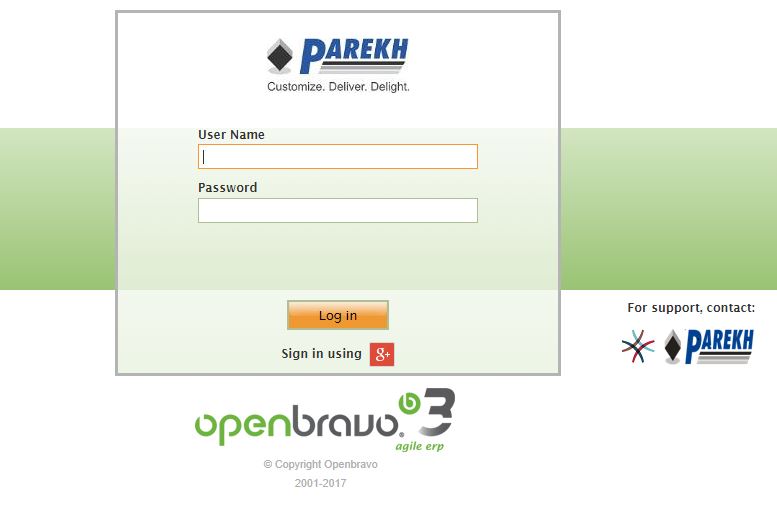 PAREKH
Customize. Deliver. Delight.
User Name
Password
Log in
Sign in using g+
For support, contact:
PAREKH
openbravo® b 3
agile erp
© Copyright Openbravo
2001-2017